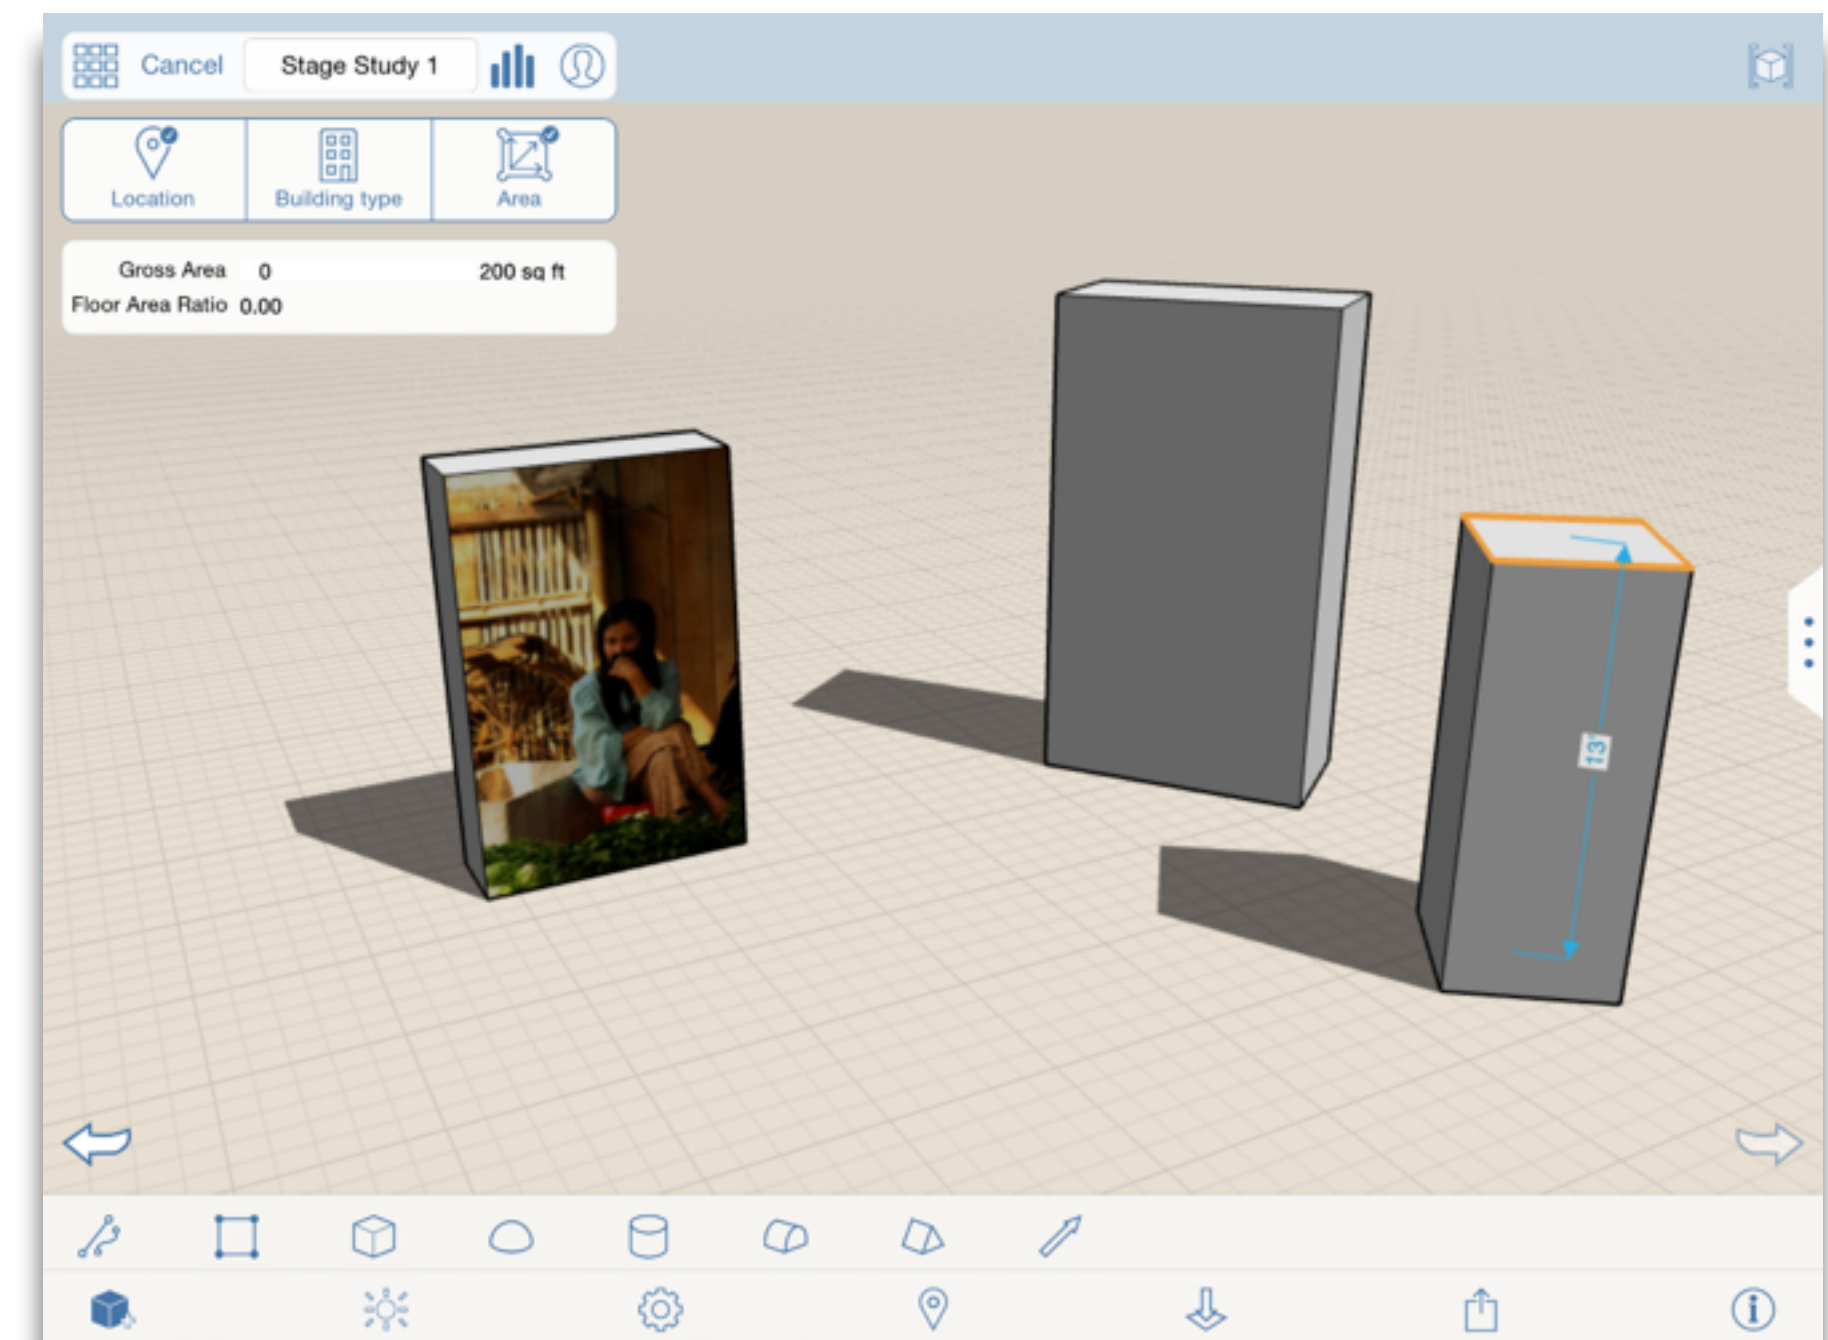 Cancel
Stage Study 1
Location
Building type
Area
Gross Area 0 200 sq ft
Floor Area Ratio 0.00
13'